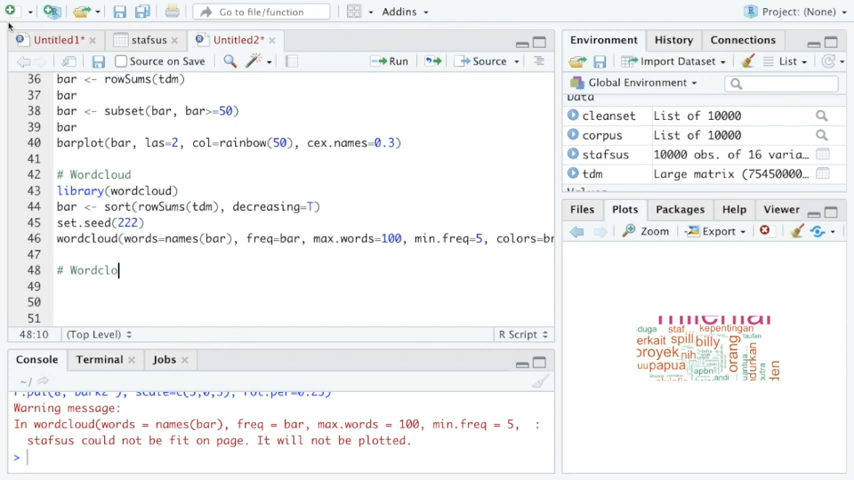 Go to file/function
Addins
Project: (None)
Untitled1*
stafsus
Untitled2*
Source on Save
Run
Source
36 bar <- rowSums(tdm)
37 bar
38 bar <- subset(bar, bar>=50)
39 bar
40 barplot(bar, las=2, col=rainbow(50), cex.names=0.3)
41
42 # Wordcloud
43 library(wordcloud)
44 bar <- sort(rowSums(tdm), decreasing=T)
45 set.seed(222)
46 wordcloud(words=names(bar), freq=bar, max.words=100, min.freq=5, colors=br
47
48 # Wordclo
49
50
51
48:10 (Top Level) R Script
Console Terminal Jobs
~/
Warning message:
In wordcloud(words = names(bar), freq = bar, max.words = 100, min.freq = 5, :
stafsus could not be fit on page. It will not be plotted.
>
Environment History Connections
Import Dataset List
Global Environment
Data
cleanset List of 10000
corpus List of 10000
stafsus 10000 obs. of 16 varia…
tdm Large matrix (75450000…
Values
Files Plots Packages Help Viewer
Zoom Export
milenial
duga staf kepentingan
erkait spill billy taufan
proyek nih orang
papua apbn
andi
putra